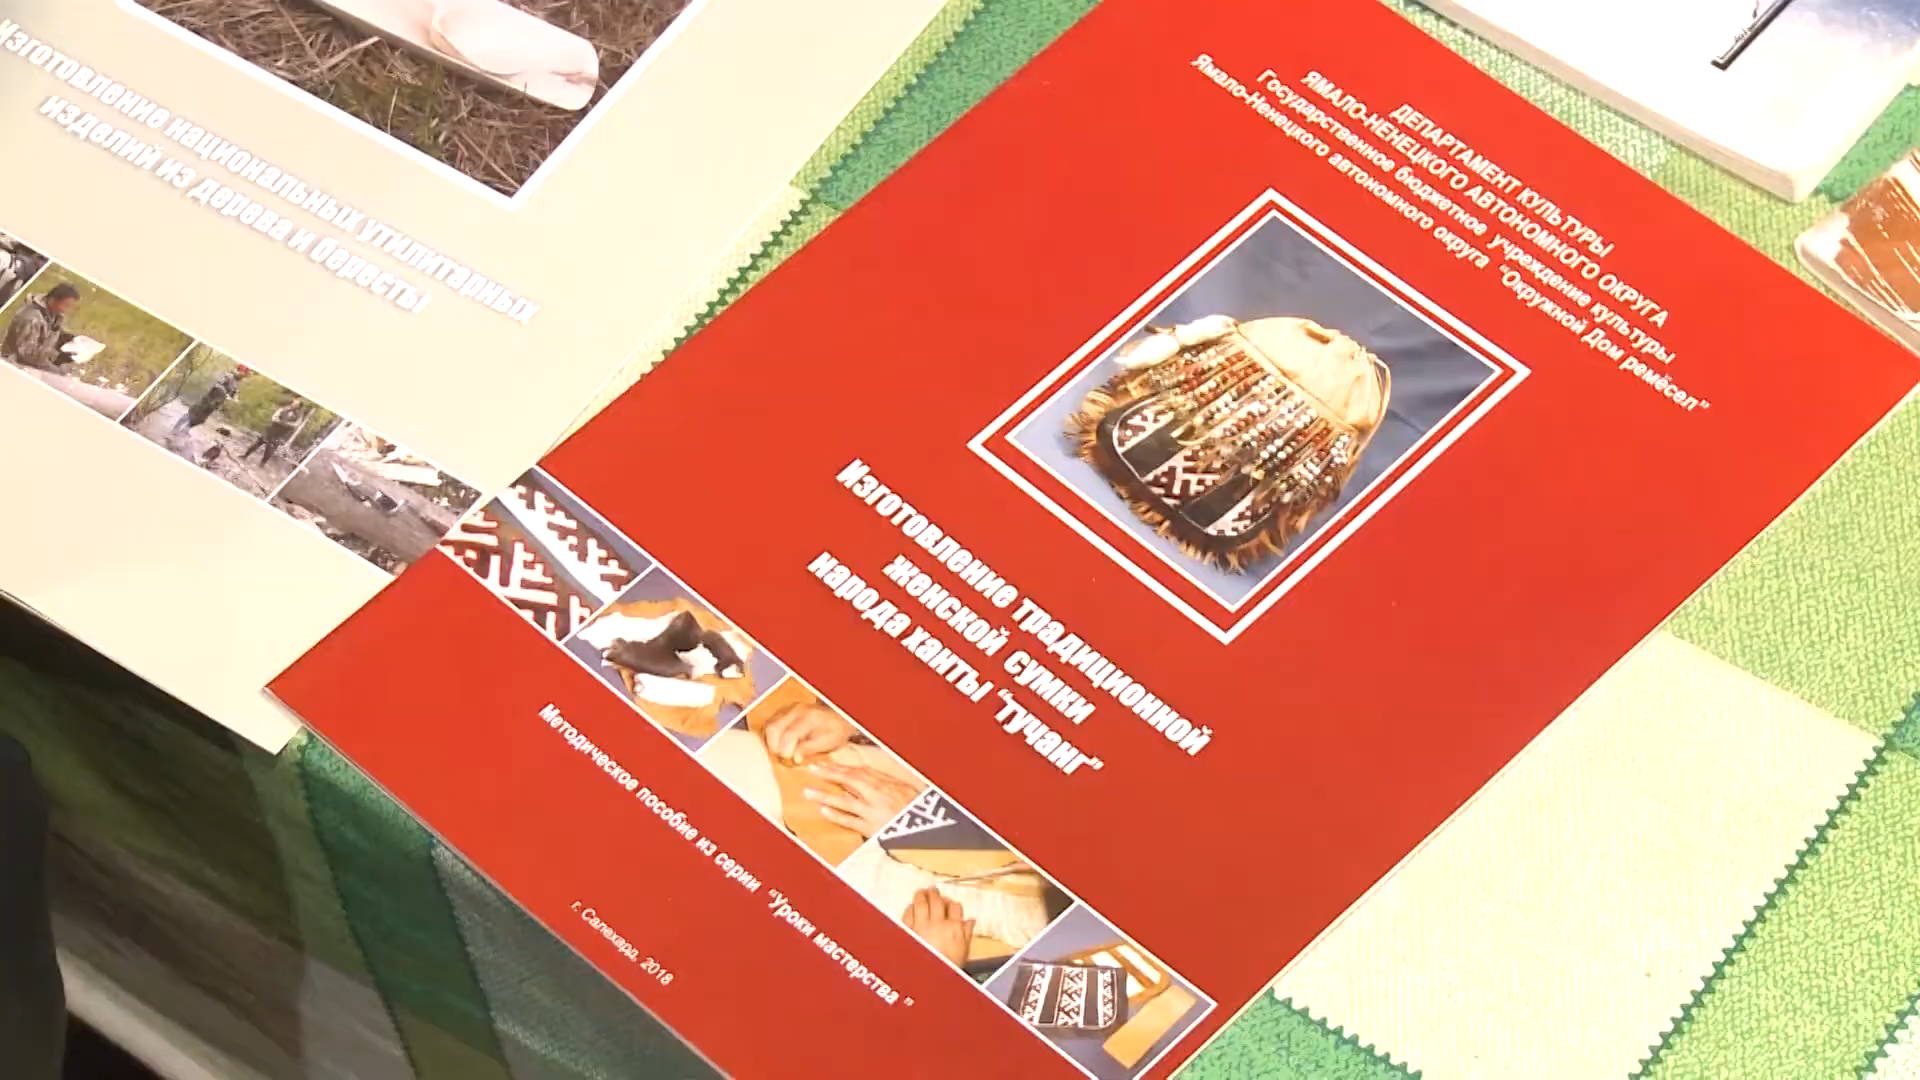 Изготовление национальных утилитарных
изделий из дерева и бересты
ДЕПАРТАМЕНТ КУЛЬТУРЫ
ЯМАЛО-НЕНЕЦКОГО АВТОНОМНОГО ОКРУГА
Государственное бюджетное учреждение культуры
Ямало-Ненецкого автономного округа "Окружной Дом ремёсел"
Изготовление традиционной
женской сумки
народа ханты "тучанг"
Методическое пособие из серии "Уроки мастерства"
г. Салехард, 2018